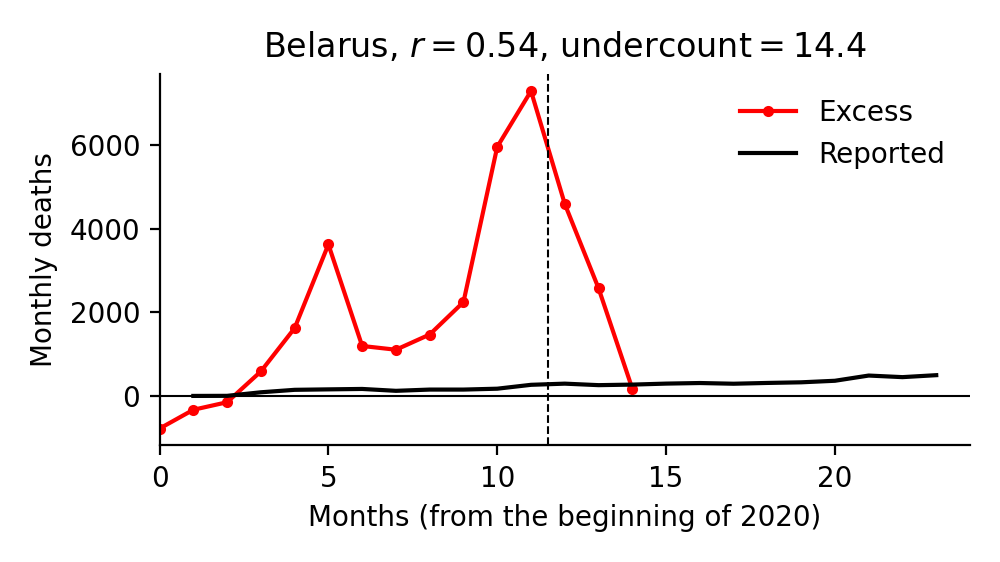 Belarus, r = 0.54, undercount = 14.4
Excess
Reported
Monthly deaths
6000
4000
2000
0
0 5 10 15 20
Months (from the beginning of 2020)